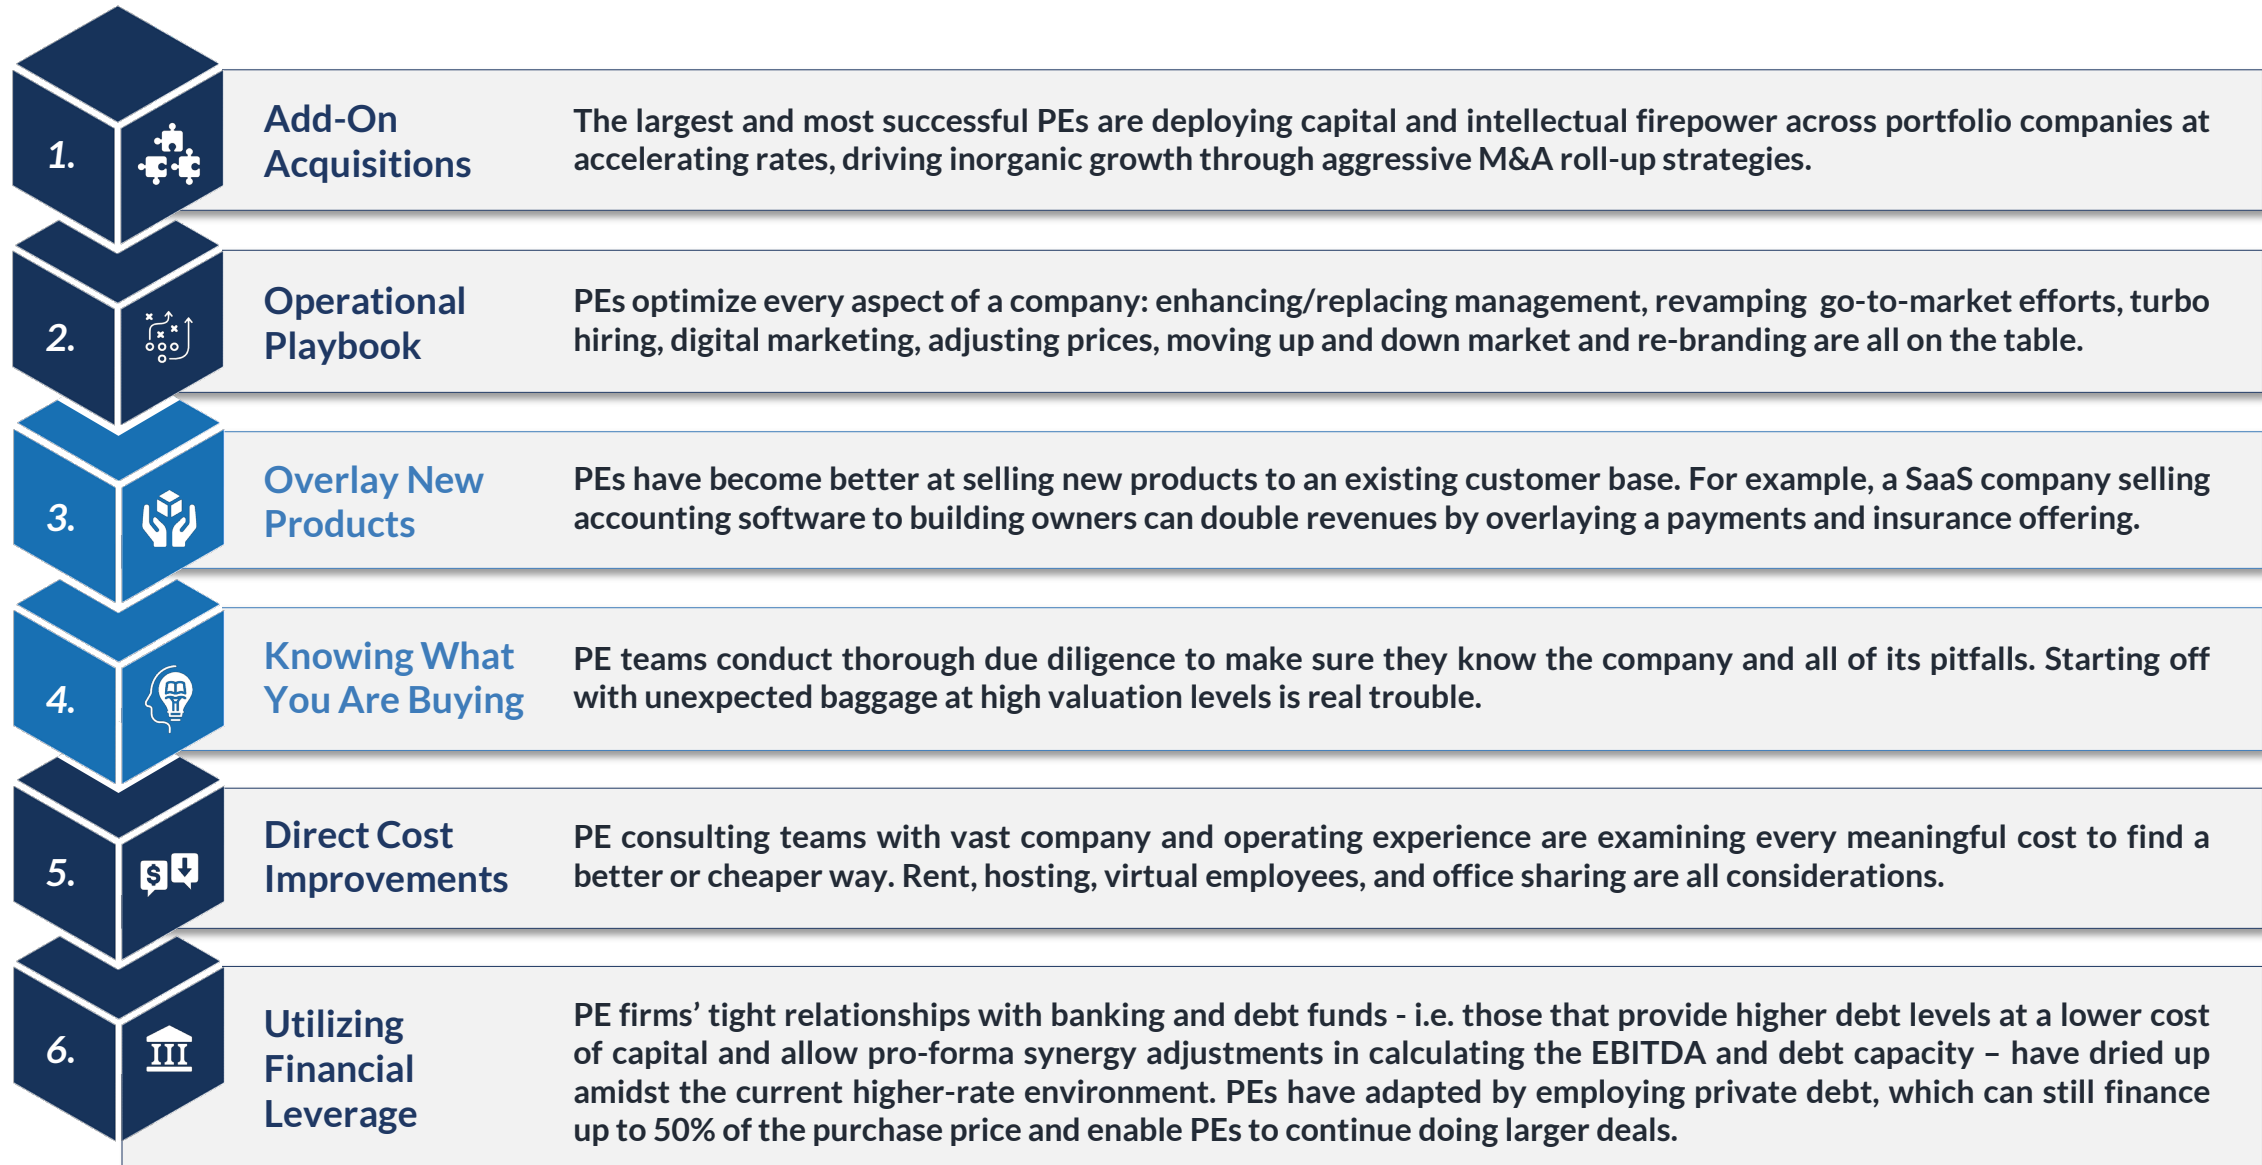 1.
Add-On
Acquisitions
The largest and most successful PEs are deploying capital and intellectual firepower across portfolio companies at
accelerating rates, driving inorganic growth through aggressive M&A roll-up strategies.
2.
Operational
Playbook
PEs optimize every aspect of a company: enhancing/replacing management, revamping  go-to-market efforts, turbo
hiring, digital marketing, adjusting prices, moving up and down market and re-branding are all on the table.
3.
Overlay New
Products
PEs have become better at selling new products to an existing customer base. For example, a SaaS company selling
accounting software to building owners can double revenues by overlaying a payments and insurance offering.
4.
Knowing What
You Are Buying
PE teams conduct thorough due diligence to make sure they know the company and all of its pitfalls. Starting off
with unexpected baggage at high valuation levels is real trouble.
5.
$
Direct Cost
Improvements
PE consulting teams with vast company and operating experience are examining every meaningful cost to find a
better or cheaper way. Rent, hosting, virtual employees, and office sharing are all considerations.
6.
Utilizing
Financial
Leverage
PE firms’ tight relationships with banking and debt funds - i.e. those that provide higher debt levels at a lower cost
of capital and allow pro-forma synergy adjustments in calculating the EBITDA and debt capacity – have dried up
amidst the current higher-rate environment. PEs have adapted by employing private debt, which can still finance
up to 50% of the purchase price and enable PEs to continue doing larger deals.